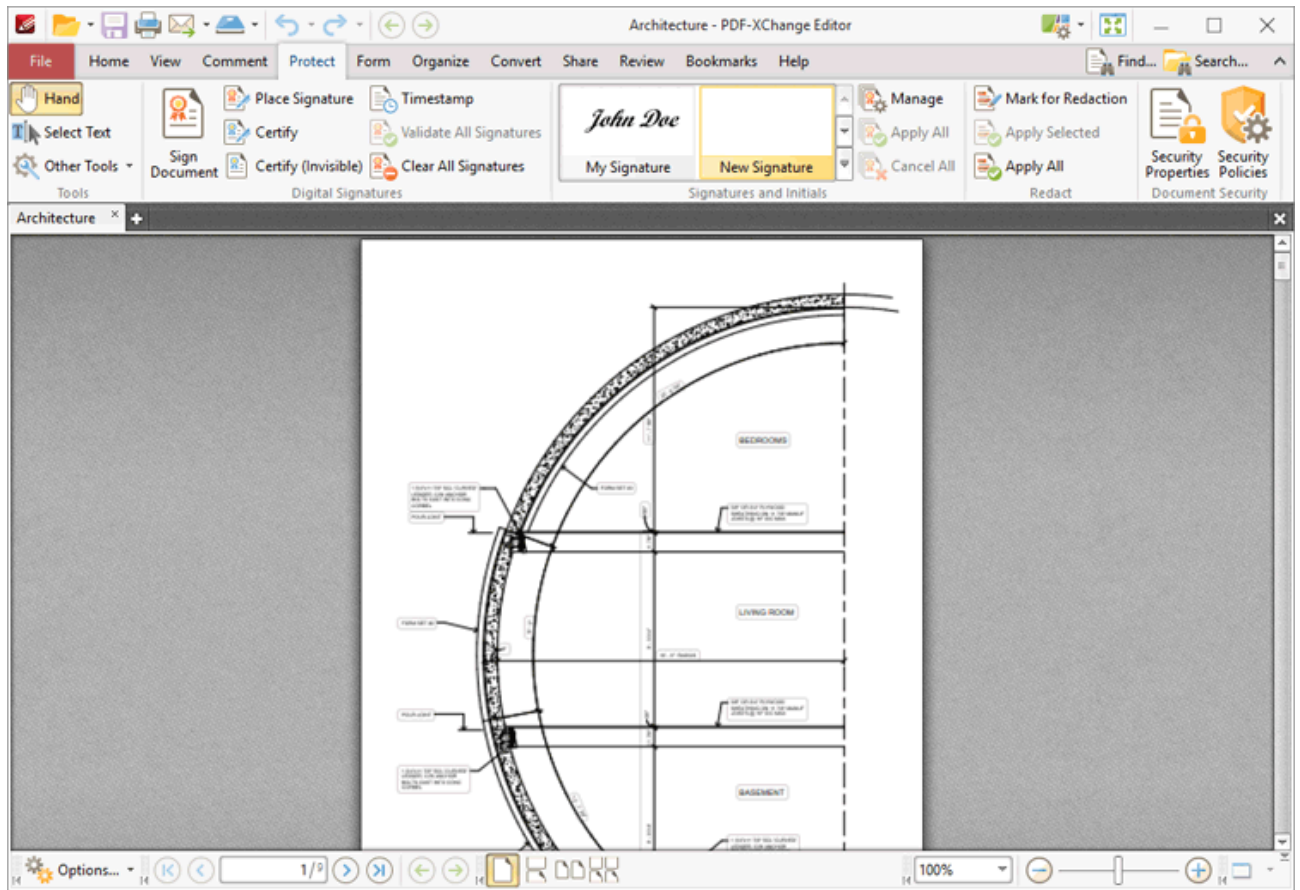 Architecture - PDF-XChange Editor
File Home View Comment Protect Form Organize Convert Share Review Bookmarks Help Find... Search...
Hand
Select Text
Other Tools
Tools
Sign Document
Place Signature
Certify
Certify (Invisible)
Timestamp
Validate All Signatures
Clear All Signatures
Digital Signatures
John Doe
My Signature
New Signature
Manage
Apply All
Cancel All
Signatures and Initials
Mark for Redaction
Apply Selected
Apply All
Redact
Security Properties
Security Policies
Document Security
Architecture
BEDROOMS
LIVING ROOM
BASEMENT
Options...
1/9
100%